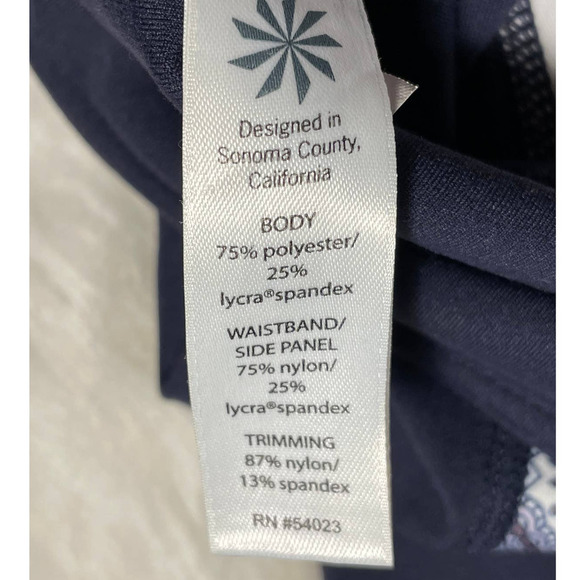 Designed in
Sonoma County,
California
BODY
75% polyester/
25%
lycra®spandex
WAISTBAND/
SIDE PANEL
75% nylon/
25%
lycra®spandex
TRIMMING
87% nylon/
13% spandex
RN #54023